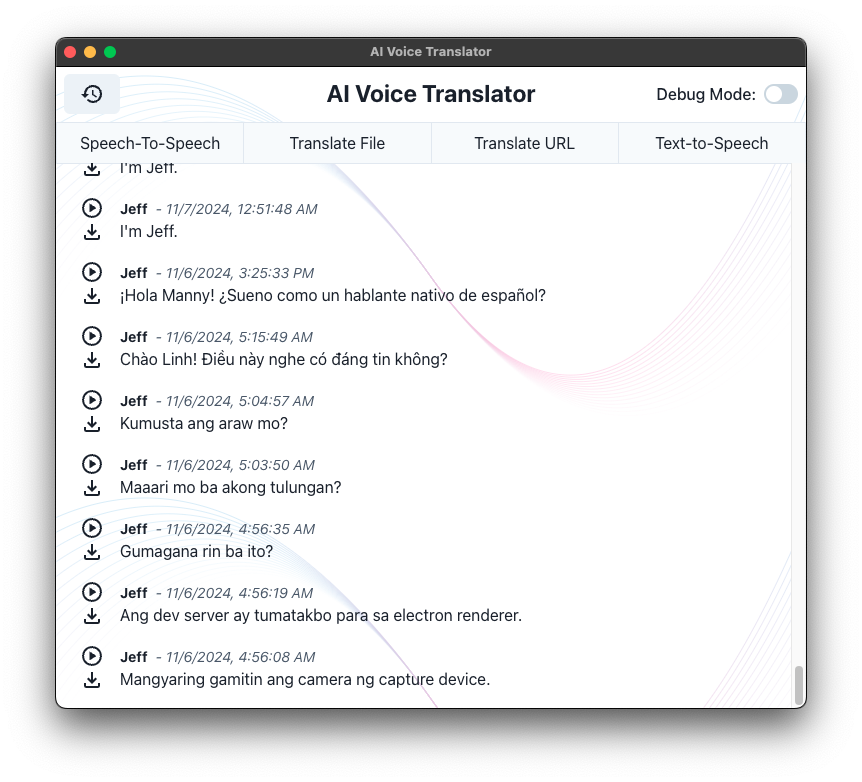 AI Voice Translator
AI Voice Translator
Debug Mode:
Speech-To-Speech
Translate File
Translate URL
Text-to-Speech
I'm Jeff.
Jeff - 11/7/2024, 12:51:48 AM
I'm Jeff.
Jeff - 11/6/2024, 3:25:33 PM
¡Hola Manny! ¿Sueno como un hablante nativo de español?
Jeff - 11/6/2024, 5:15:49 AM
Chào Linh! Điều này nghe có đáng tin không?
Jeff - 11/6/2024, 5:04:57 AM
Kumusta ang araw mo?
Jeff - 11/6/2024, 5:03:50 AM
Maaari mo ba akong tulungan?
Jeff - 11/6/2024, 4:56:35 AM
Gumagana rin ba ito?
Jeff - 11/6/2024, 4:56:19 AM
Ang dev server ay tumatakbo para sa electron renderer.
Jeff - 11/6/2024, 4:56:08 AM
Mangyaring gamitin ang camera ng capture device.